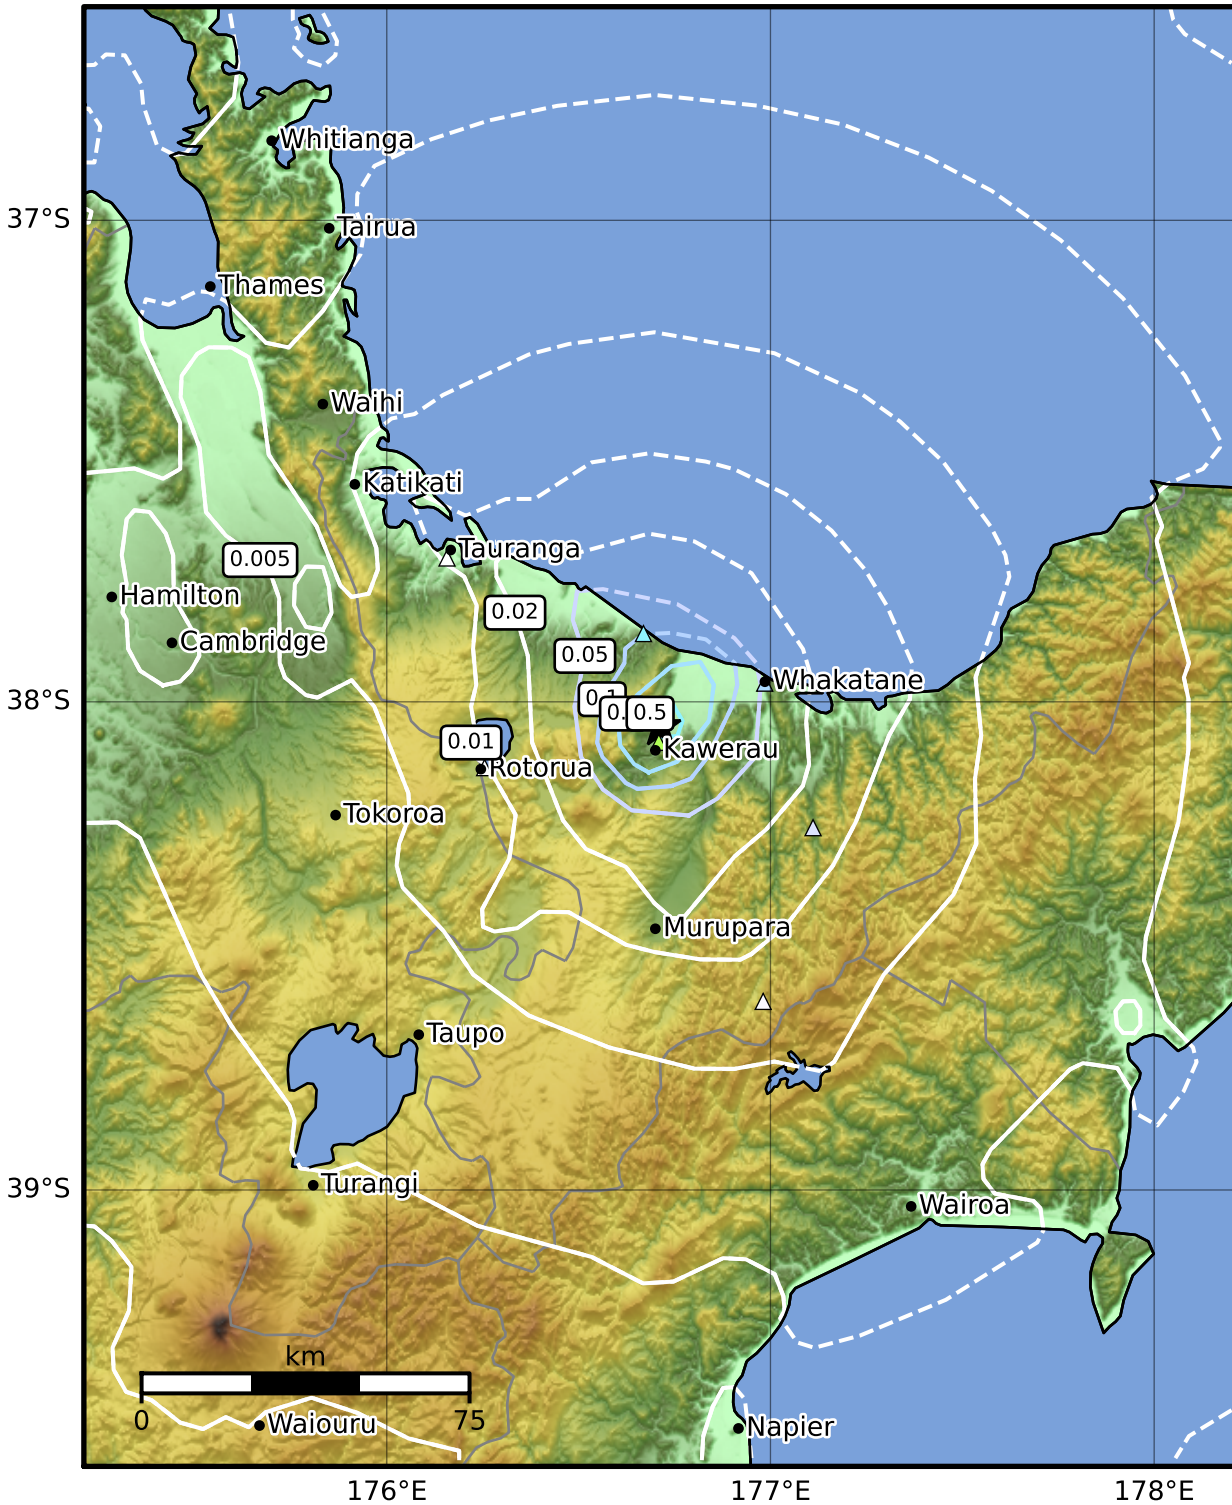 Whitianga
37°S
Tairua
Thames
Waihi
Katikati
Tauranga
0.005
Hamilton
0.02
Cambridge
0.05
Whakatane
38°S
0.5
0.01
Kawerau
Rotorua
Tokoroa
Murupara
Taupo
Turangi
39°S
Wairoa
km
0
75
Waiouru
Napier
176°E
177°E
178°E